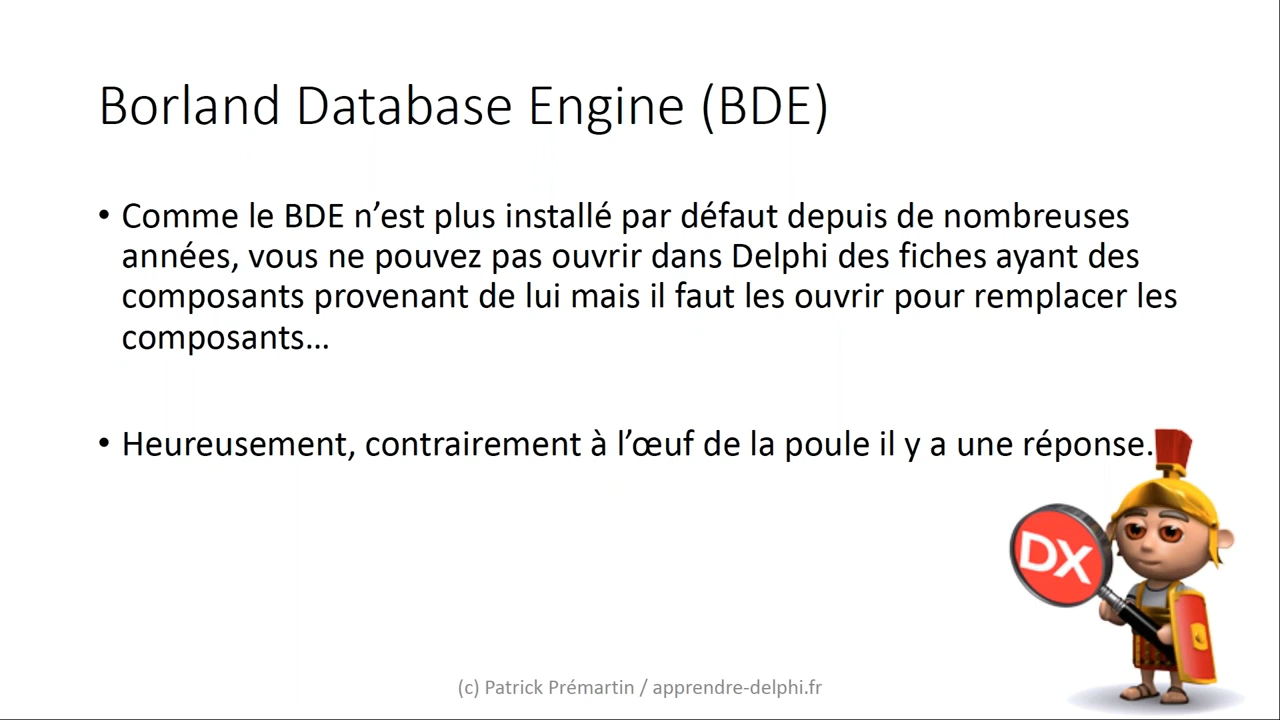 Borland Database Engine (BDE)
• Comme le BDE n’est plus installé par défaut depuis de nombreuses
années, vous ne pouvez pas ouvrir dans Delphi des fiches ayant des
composants provenant de lui mais il faut les ouvrir pour remplacer les
composants…
• Heureusement, contrairement à l’œuf de la poule il y a une réponse.
DX
(c) Patrick Prémartin / apprendre-delphi.fr